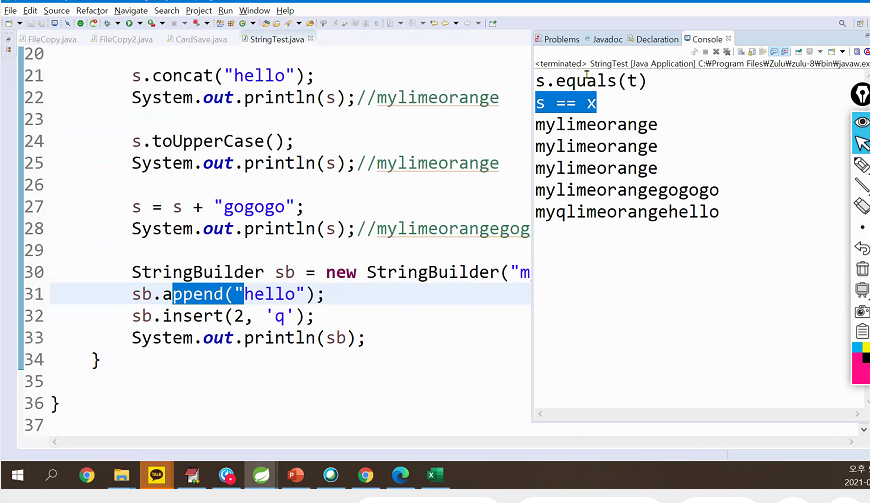 File Edit Source Refactor Navigate Search Project Run Window Help
FileCopy.java FileCopy2.java CardSave.java StringTest.java
20
21 s.concat("hello");
22 System.out.println(s);//mylimeorange
23
24 s.toUpperCase();
25 System.out.println(s);//mylimeorange
26
27 s = s + "gogogo";
28 System.out.println(s);//mylimeorangegog
29
30 StringBuilder sb = new StringBuilder("m
31 sb.append("hello");
32 sb.insert(2, 'q');
33 System.out.println(sb);
34 }
35
36 }
37
Problems Javadoc Declaration Console
<terminated> StringTest [Java Application] C:₩Program Files₩Zulu₩zulu-8₩bin₩javaw.ex
s.equals(t)
s == x
mylimeorange
mylimeorange
mylimeorange
mylimeorangegogogo
myqlimeorangehello
TALK
오후
2021-0